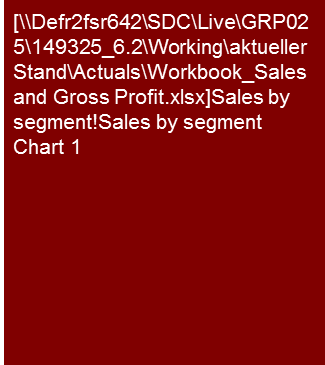 [\\Defr2fsr642\SDC\Live\GRP02
5\149325_6.2\Working\aktueller
Stand\Actuals\Workbook_Sales
and Gross Profit.xlsx]Sales by
segment!Sales by segment
Chart 1